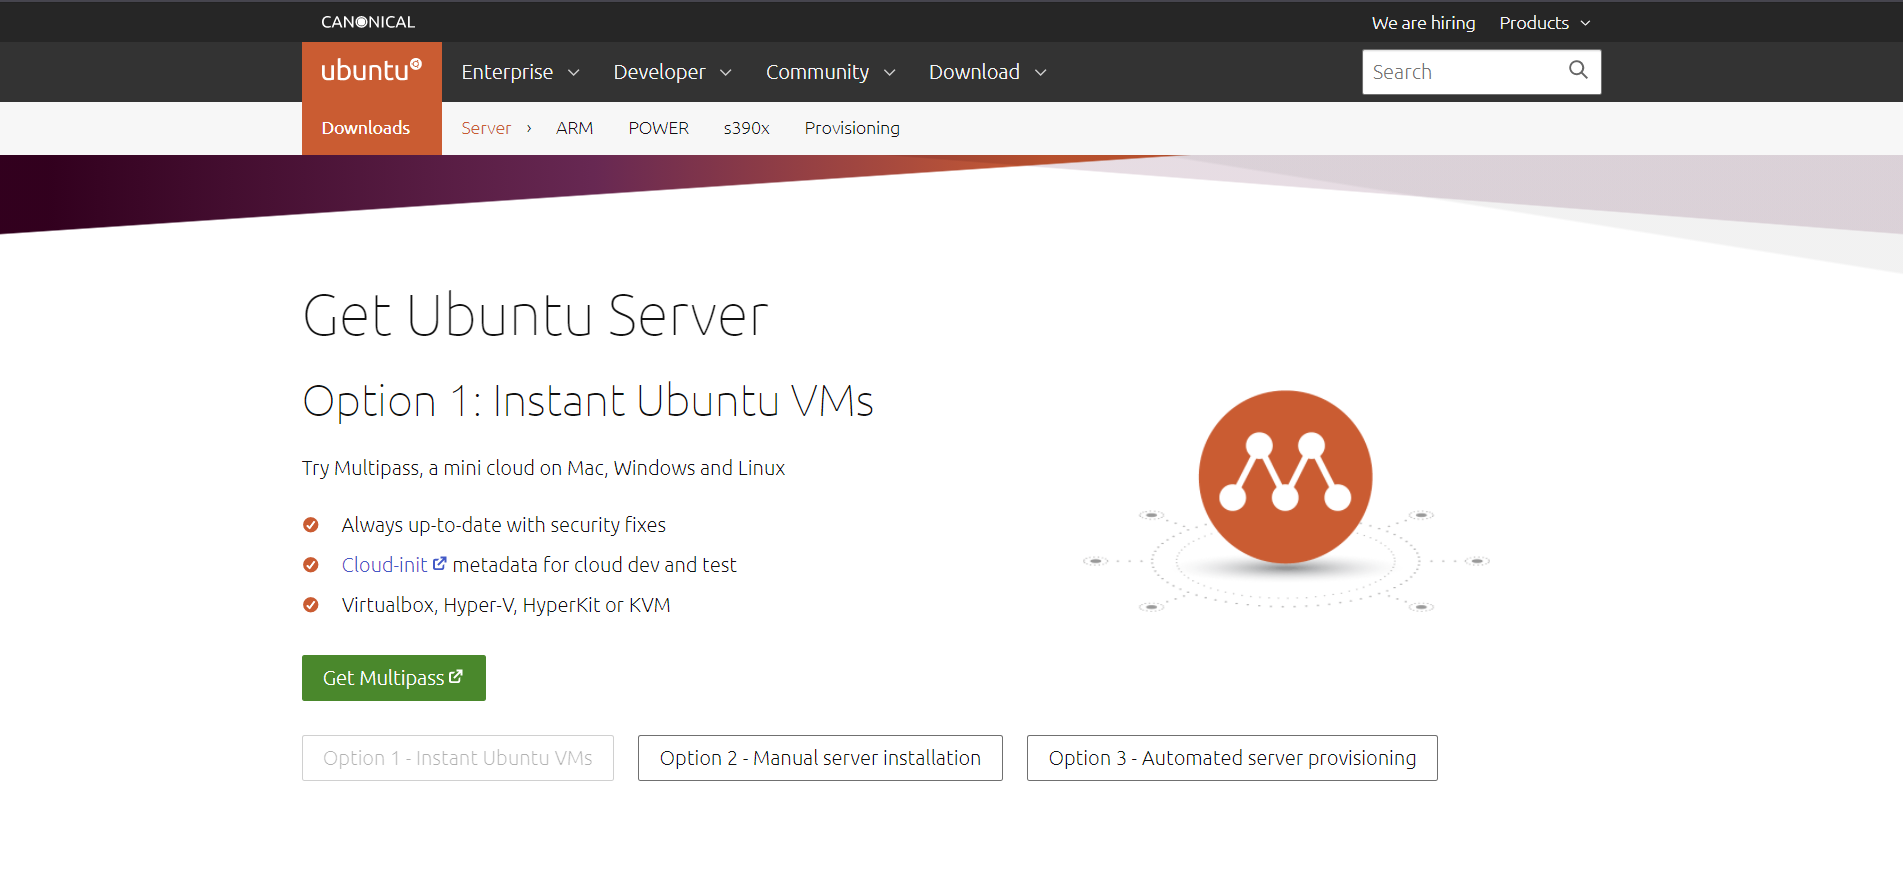 CANONICAL
We are hiring Products
ubuntu
Enterprise Developer Community Download
Search
Downloads
Server › ARM POWER s390x Provisioning
Get Ubuntu Server
Option 1: Instant Ubuntu VMs
Try Multipass, a mini cloud on Mac, Windows and Linux
Always up-to-date with security fixes
Cloud-init metadata for cloud dev and test
Virtualbox, Hyper-V, HyperKit or KVM
Get Multipass
Option 1 - Instant Ubuntu VMs
Option 2 - Manual server installation
Option 3 - Automated server provisioning